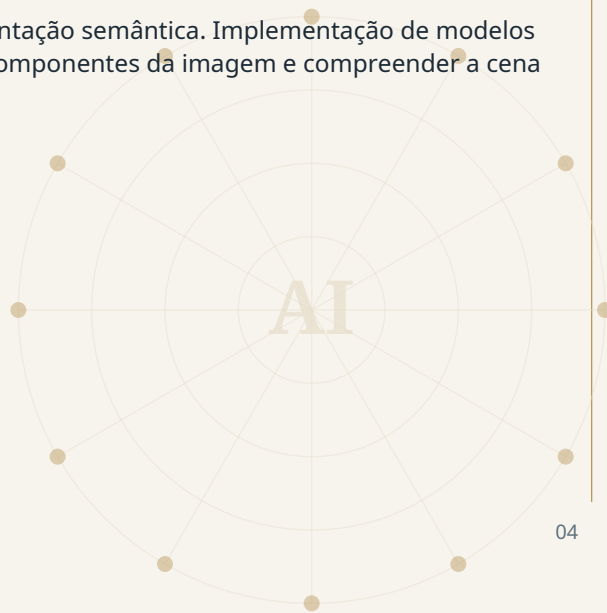 ntação semântica. Implementação de modelos
omponentes da imagem e compreender a cena
AI
04